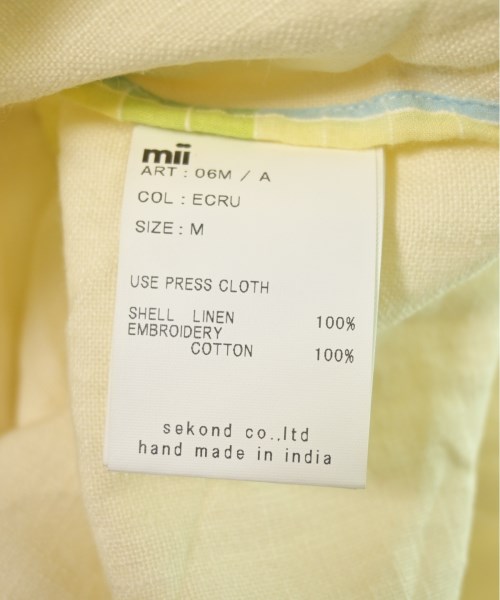 mii
ART : 06M / A
COL : ECRU
SIZE : M
USE PRESS CLOTH
SHELL LINEN 100%
EMBROIDERY
COTTON 100%
sekond co.,ltd
hand made in india